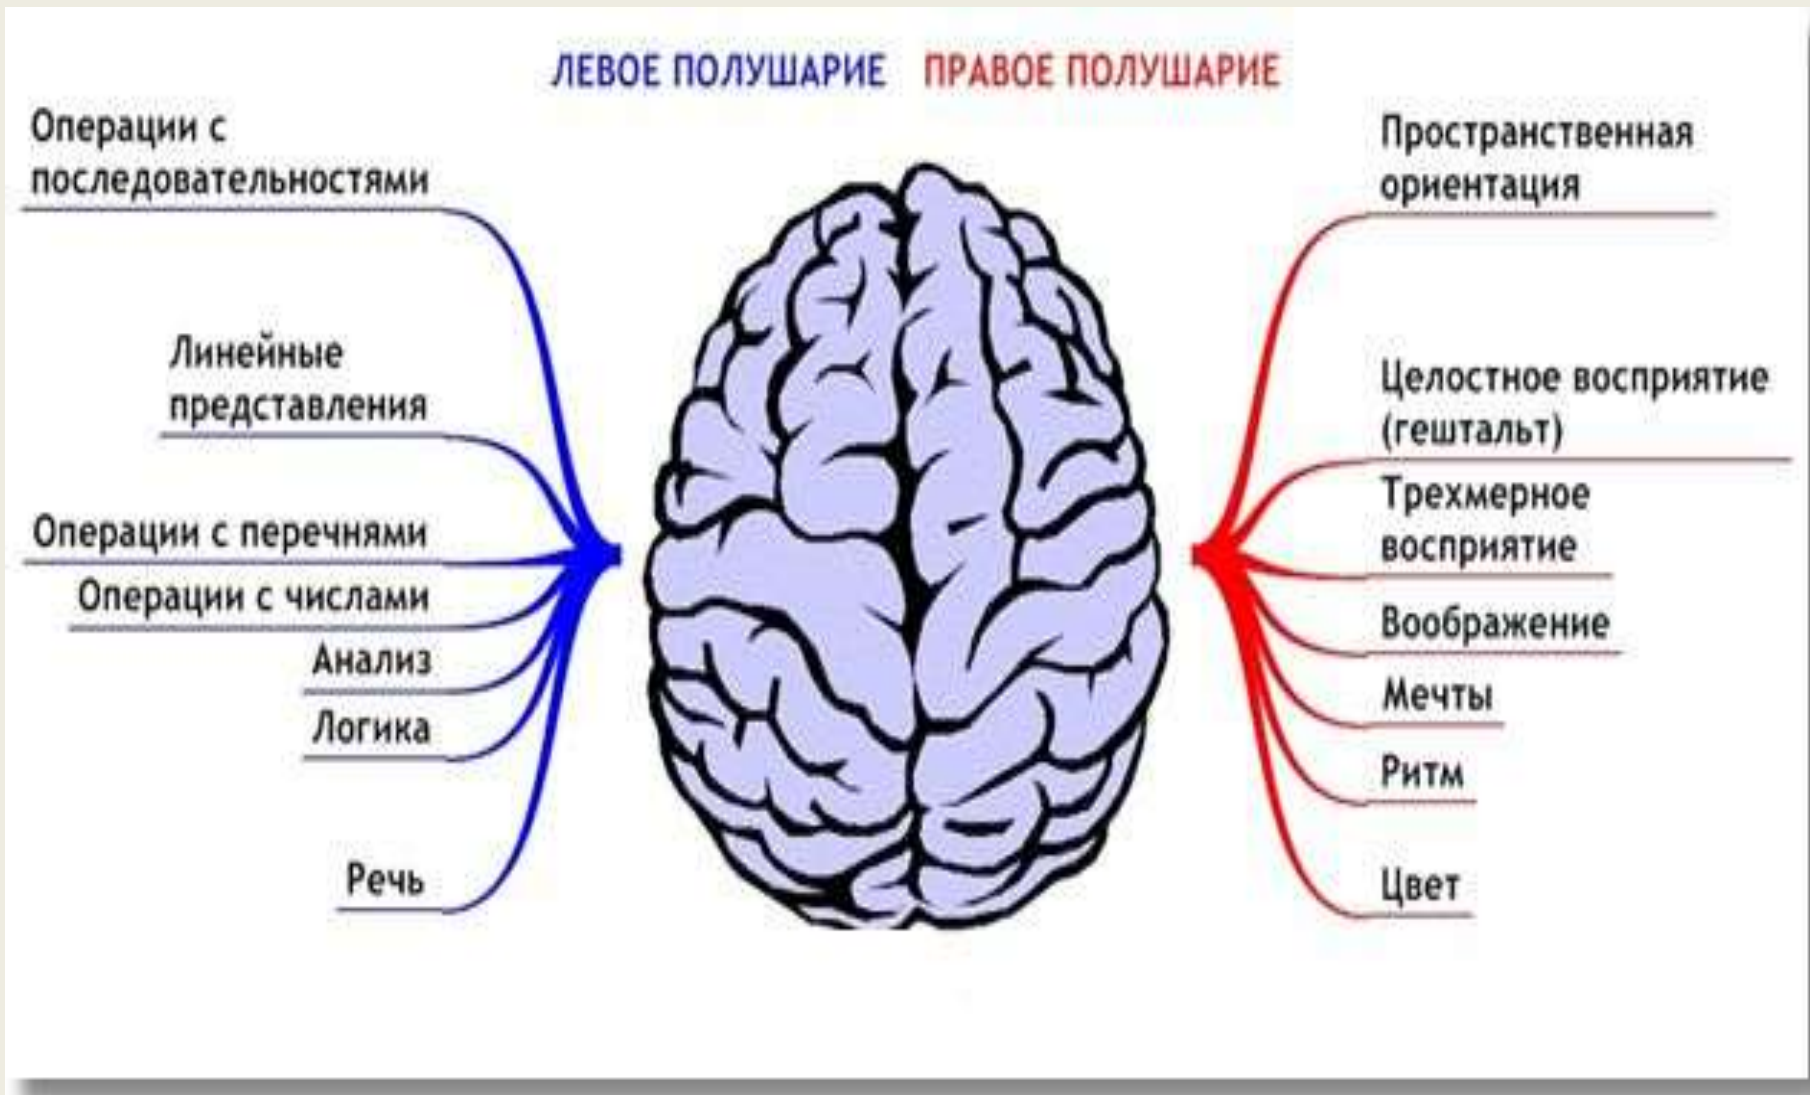 ЛЕВОЕ ПОЛУШАРИЕ ПРАВОЕ ПОЛУШАРИЕ
Операции с
последовательностями
Линейные
представления
Операции с перечнями
Операции с числами
Анализ
Логика
Речь
Пространственная
ориентация
Целостное восприятие
(гештальт)
Трехмерное
восприятие
Воображение
Мечты
Ритм
Цвет